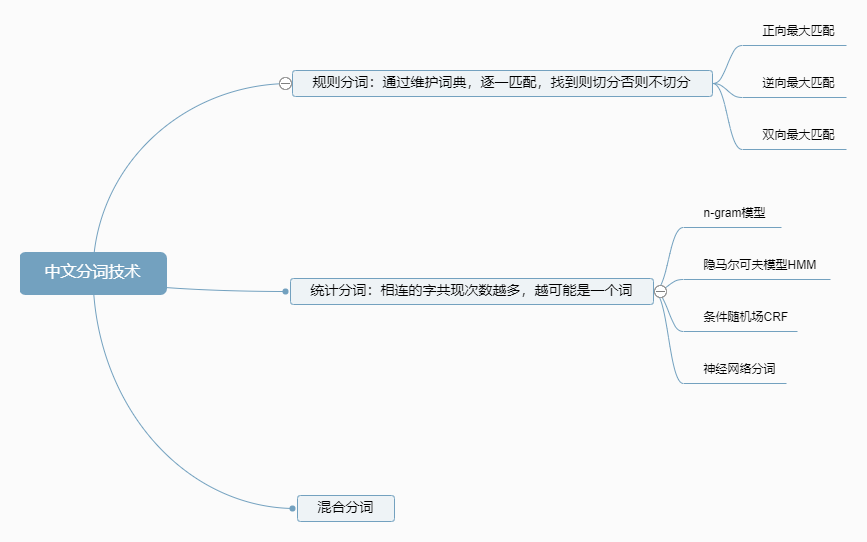 中文分词技术
规则分词：通过维护词典，逐一匹配，找到则切分否则不切分
正向最大匹配
逆向最大匹配
双向最大匹配
统计分词：相连的字共现次数越多，越可能是一个词
n-gram模型
隐马尔可夫模型HMM
条件随机场CRF
神经网络分词
混合分词